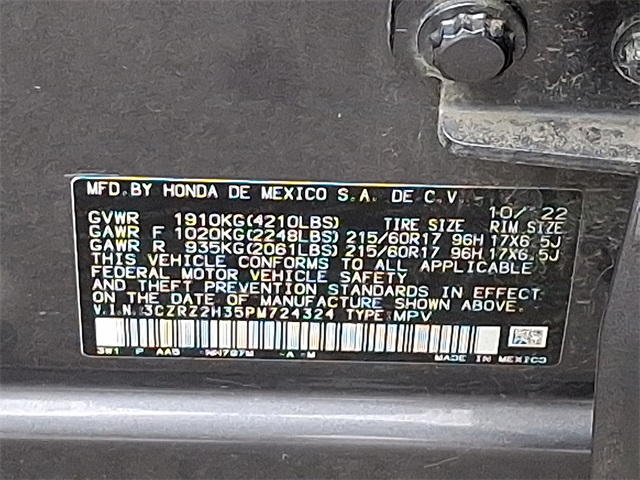 MFD. BY HONDA DE MEXICO S.A. DE C.V. 10/ 22
GVWR 1910KG(4210LBS) TIRE SIZE RIM SIZE
GAWR F 1020KG(2248LBS) 215/60R17 96H 17X6.5J
GAWR R 935KG(2061LBS) 215/60R17 96H 17X6.5J
THIS VEHICLE CONFORMS TO ALL APPLICABLE
FEDERAL MOTOR VEHICLE SAFETY
AND THEFT PREVENTION STANDARDS IN EFFECT
ON THE DATE OF MANUFACTURE SHOWN ABOVE.
V.I.N. 3CZRZ2H35PM724324 TYPE: MPV
MADE IN MEXICO